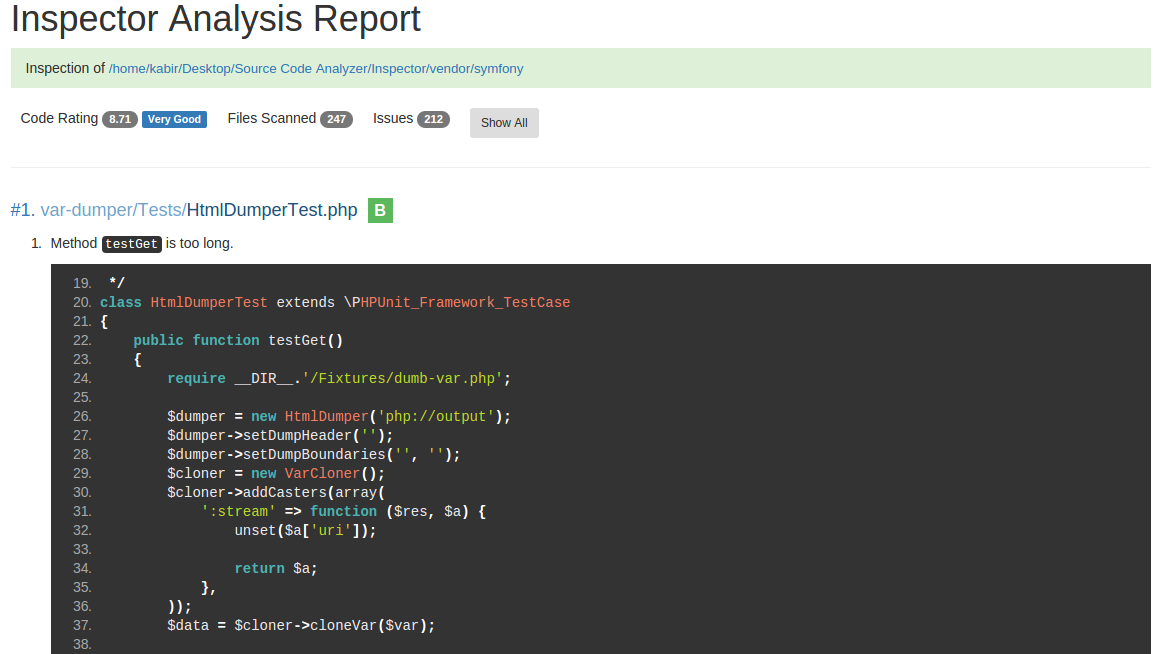 Inspector Analysis Report
Inspection of /home/kabir/Desktop/Source Code Analyzer/Inspector/vendor/symfony
Code Rating 8.71 Very Good Files Scanned 247 Issues 212 Show All
#1. var-dumper/Tests/HtmlDumperTest.php B
1. Method testGet is too long.
19.  */
20. class HtmlDumperTest extends \PHPUnit_Framework_TestCase
21. {
22.     public function testGet()
23.     {
24.         require __DIR__.'/Fixtures/dumb-var.php';
25.
26.         $dumper = new HtmlDumper('php://output');
27.         $dumper->setDumpHeader('');
28.         $dumper->setDumpBoundaries('', '');
29.         $cloner = new VarCloner();
30.         $cloner->addCasters(array(
31.             ':stream' => function ($res, $a) {
32.                 unset($a['uri']);
33.
34.                 return $a;
35.             },
36.         ));
37.         $data = $cloner->cloneVar($var);
38.